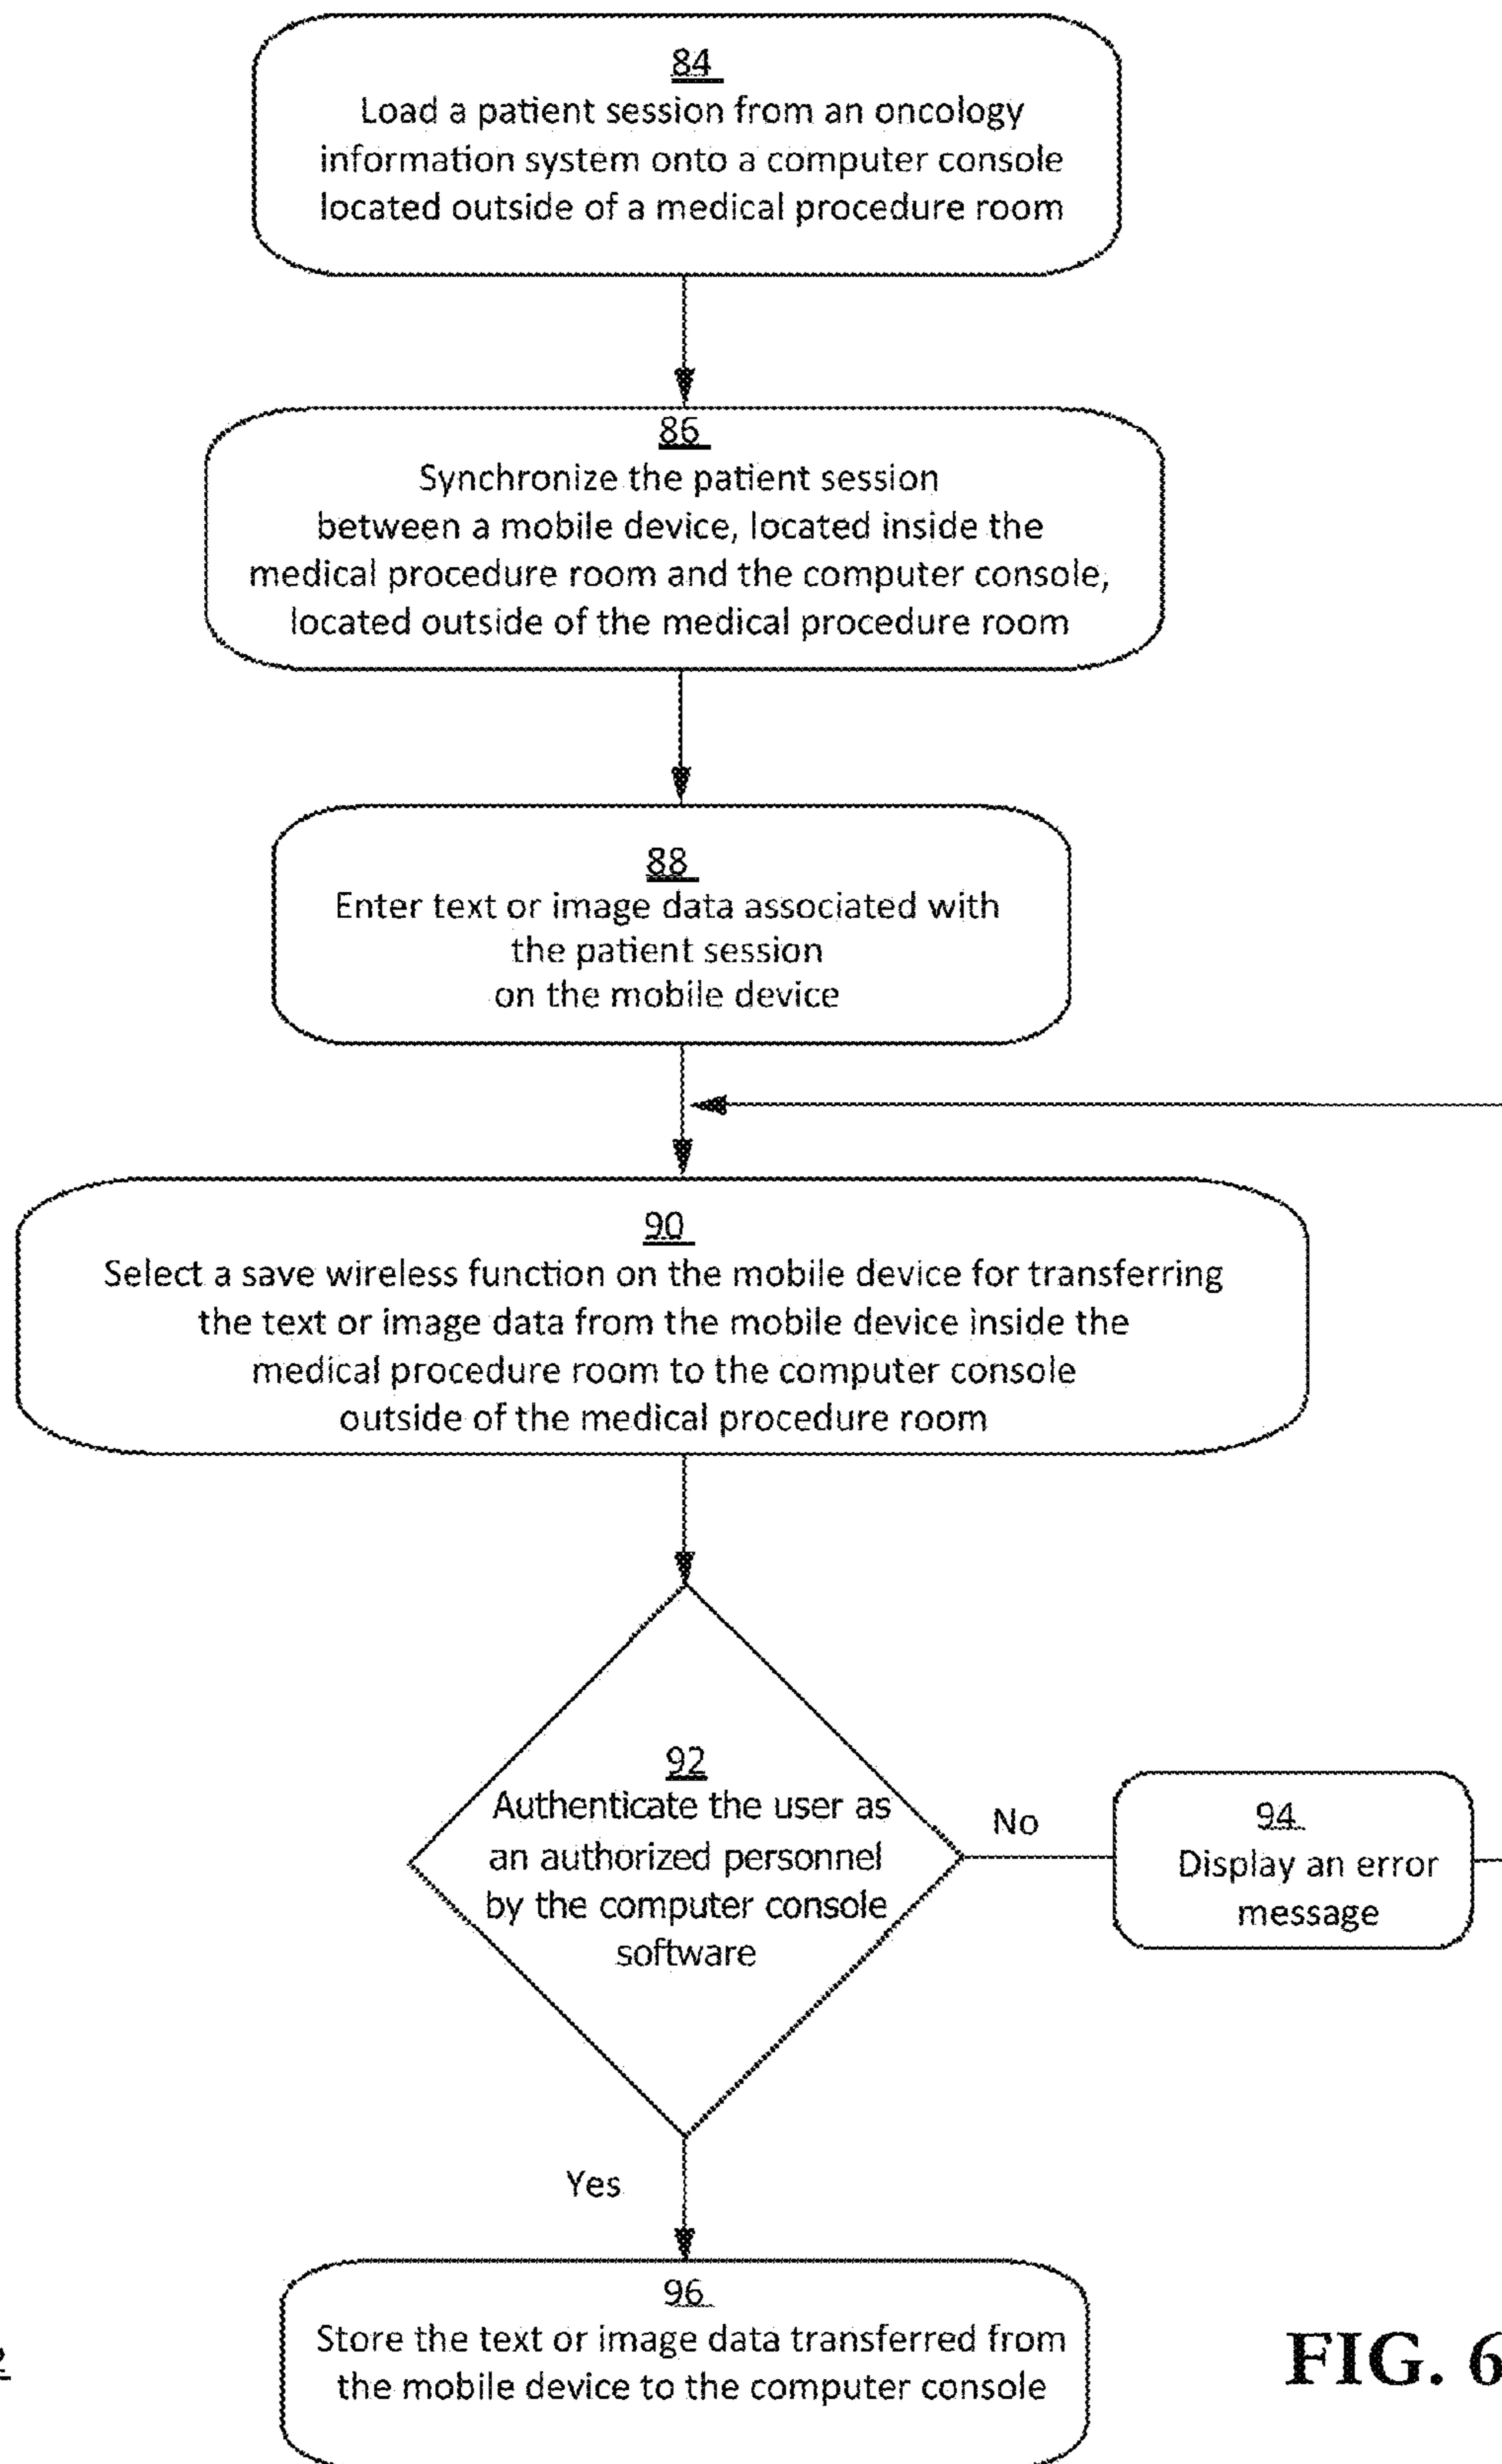 84
Load a patient session from an oncology
information system onto a computer console
located outside of a medical procedure room
86
Synchronize the patient session
between a mobile device, located inside the
medical procedure room and the computer console,
located outside of the medical procedure room
88
Enter text or image data associated with
the patient session
on the mobile device
90
Select a save wireless function on the mobile device for transferring
the text or image data from the mobile device inside the
medical procedure room to the computer console
outside of the medical procedure room
92
Authenticate the user as
an authorized personnel
by the computer console
software
No
94
Display an error
message
Yes
96
Store the text or image data transferred from
the mobile device to the computer console
FIG. 6